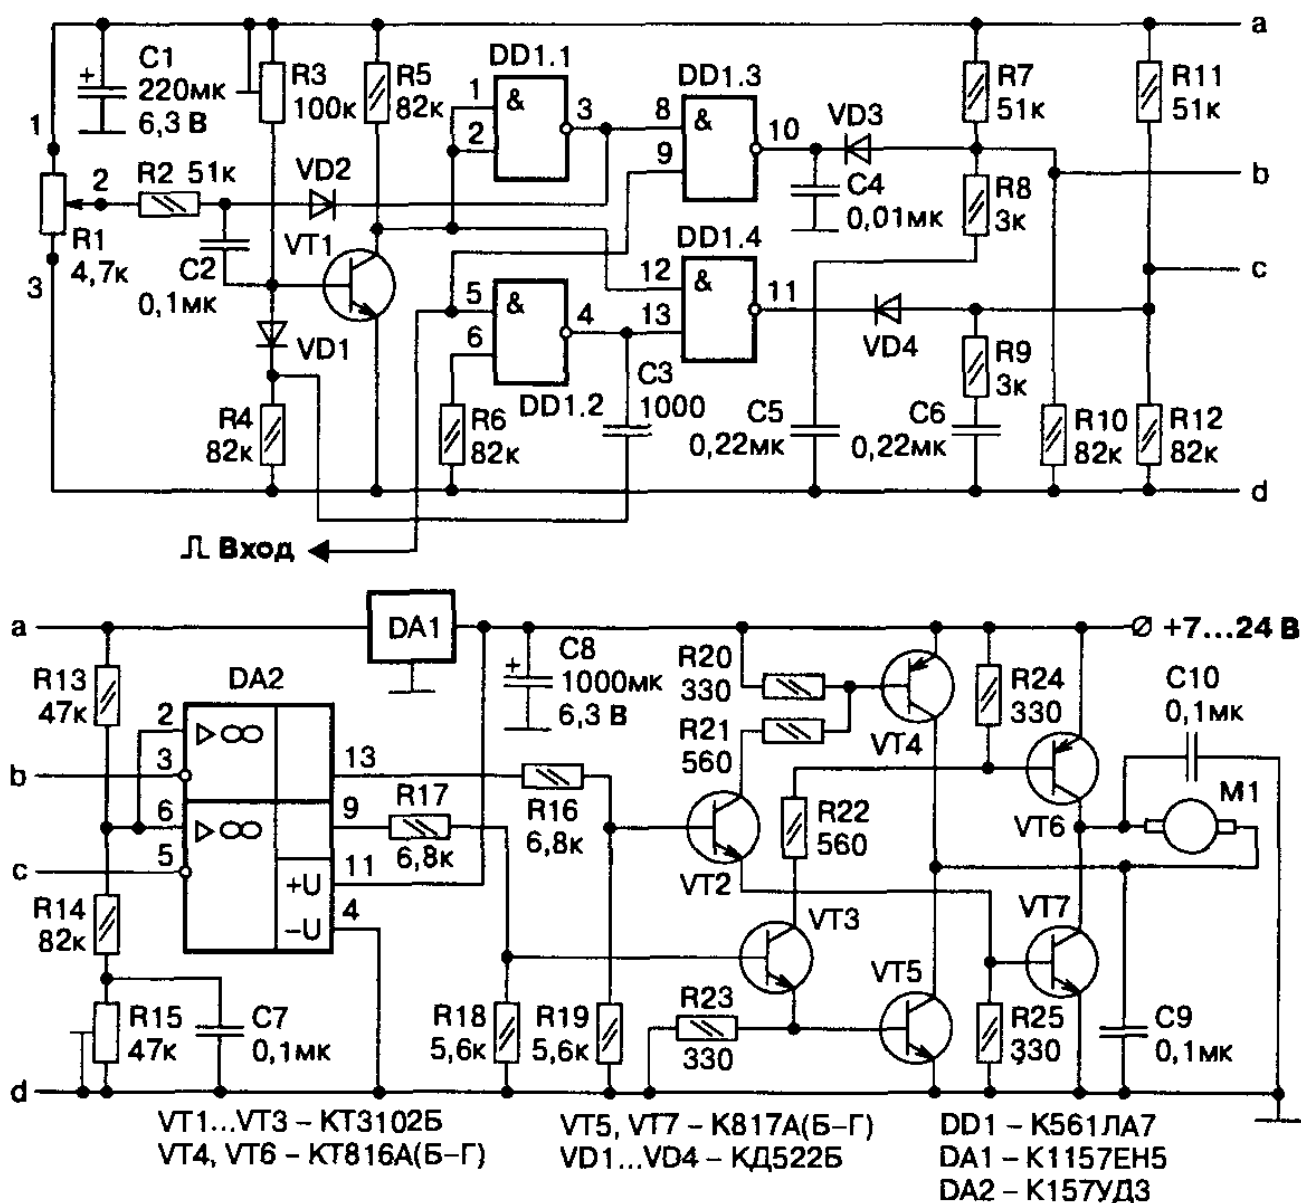 a
C1
220мк
6,3 В
R3
100к
R5
82к
DD1.1
&
1
2
3
DD1.3
&
8
9
10
VD3
C4
0,01мк
R7
51к
R11
51к
b
1
2
R1
4,7к
3
R2 51к
VD2
VT1
C2
0,1мк
VD1
R4
82к
R8
3к
DD1.4
&
12
13
11
VD4
c
5
6
&
4
DD1.2
R6
82к
C3
1000
R9
3к
C5
0,22мк
C6
0,22мк
R10
82к
R12
82к
d
Вход
a
DA1
+7...24 В
R13
47к
DA2
2
▷∞
3
b
13
6
▷∞
5
9
c
11
+U
4
−U
R14
82к
R15
47к
C7
0,1мк
d
C8
1000мк
6,3 В
R17
6,8к
R16
6,8к
R18
5,6к
R19
5,6к
R20
330
R21
560
VT4
R24
330
C10
0,1мк
VT2
R22
560
VT6
M1
VT3
VT7
R23
330
VT5
R25
330
C9
0,1мк
VT1...VT3 – КТ3102Б
VT4, VT6 – КТ816А(Б–Г)
VT5, VT7 – К817А(Б–Г)
VD1...VD4 – КД522Б
DD1 – К561ЛА7
DA1 – К1157ЕН5
DA2 – К157УД3